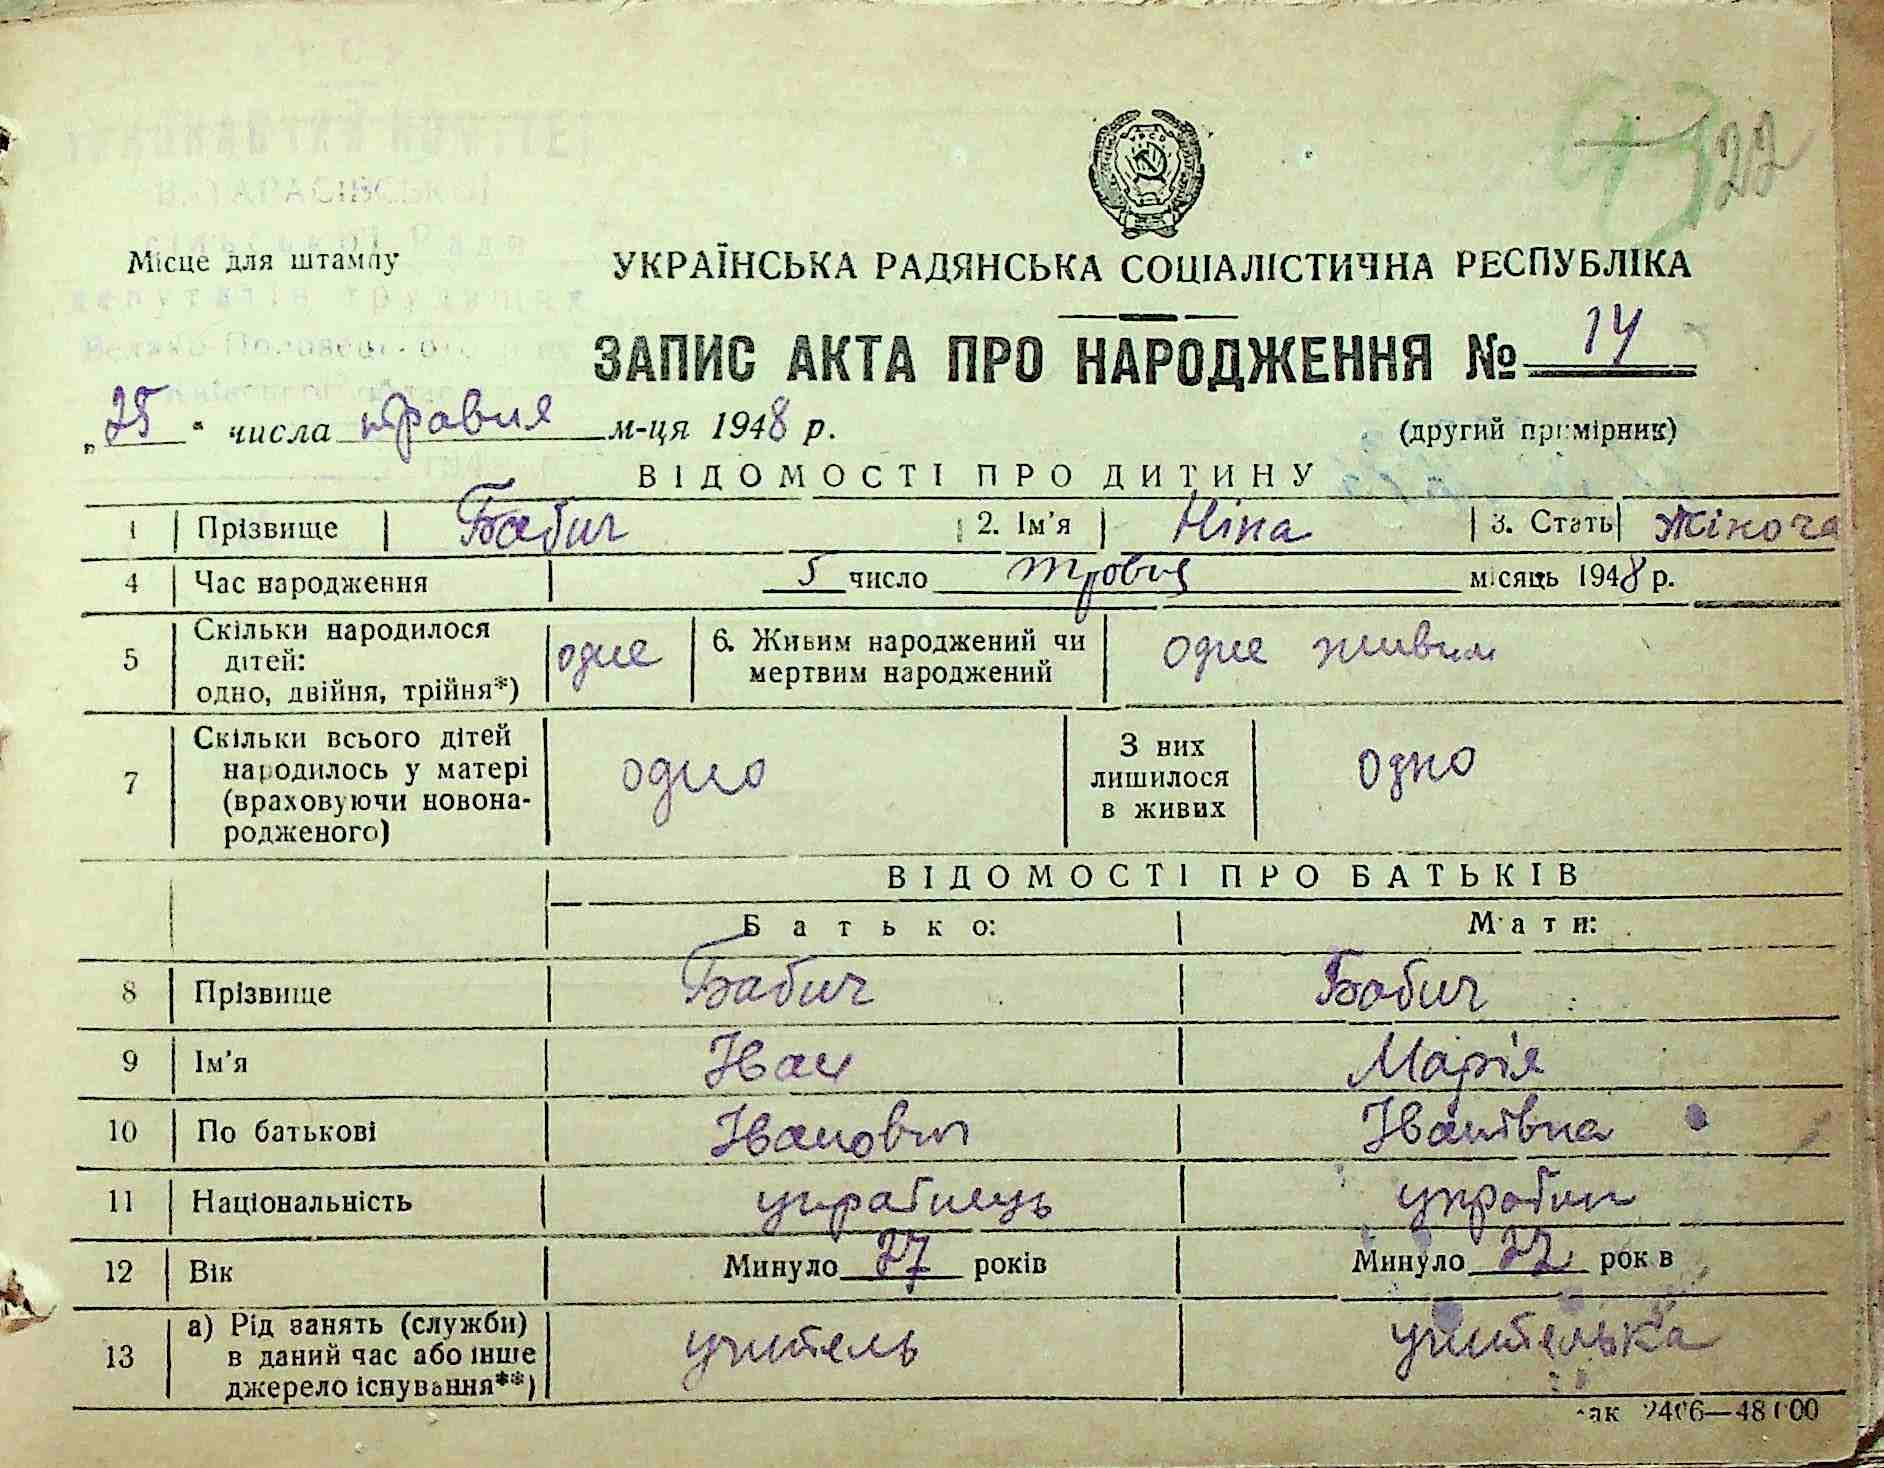 22
Місце для штампу
УКРАЇНСЬКА РАДЯНСЬКА СОЦІАЛІСТИЧНА РЕСПУБЛІКА
ЗАПИС АКТА ПРО НАРОДЖЕННЯ № 14
„25“ числа травня м-ця 1948 р.
(другий примірник)
ВІДОМОСТІ ПРО ДИТИНУ
1 Прізвище Бабич 2. Ім'я Ніна 3. Стать Жіноча
4 Час народження 5 число травня місяць 1948 р.
5 Скільки народилося дітей: одно, двійня, трійня*) одне 6. Живим народжений чи мертвим народжений одне живим
7 Скільки всього дітей народилось у матері (враховуючи новонародженого) одно З них лишилося в живих одно
ВІДОМОСТІ ПРО БАТЬКІВ
Батько: Мати:
8 Прізвище Бабич Бабич
9 Ім'я Іван Марія
10 По батькові Іванович Іванівна
11 Національність українець
12 Вік Минуло 27 років Минуло 22 років
13 а) Рід занять (служби) в даний час або інше джерело існування**) учитель учителька